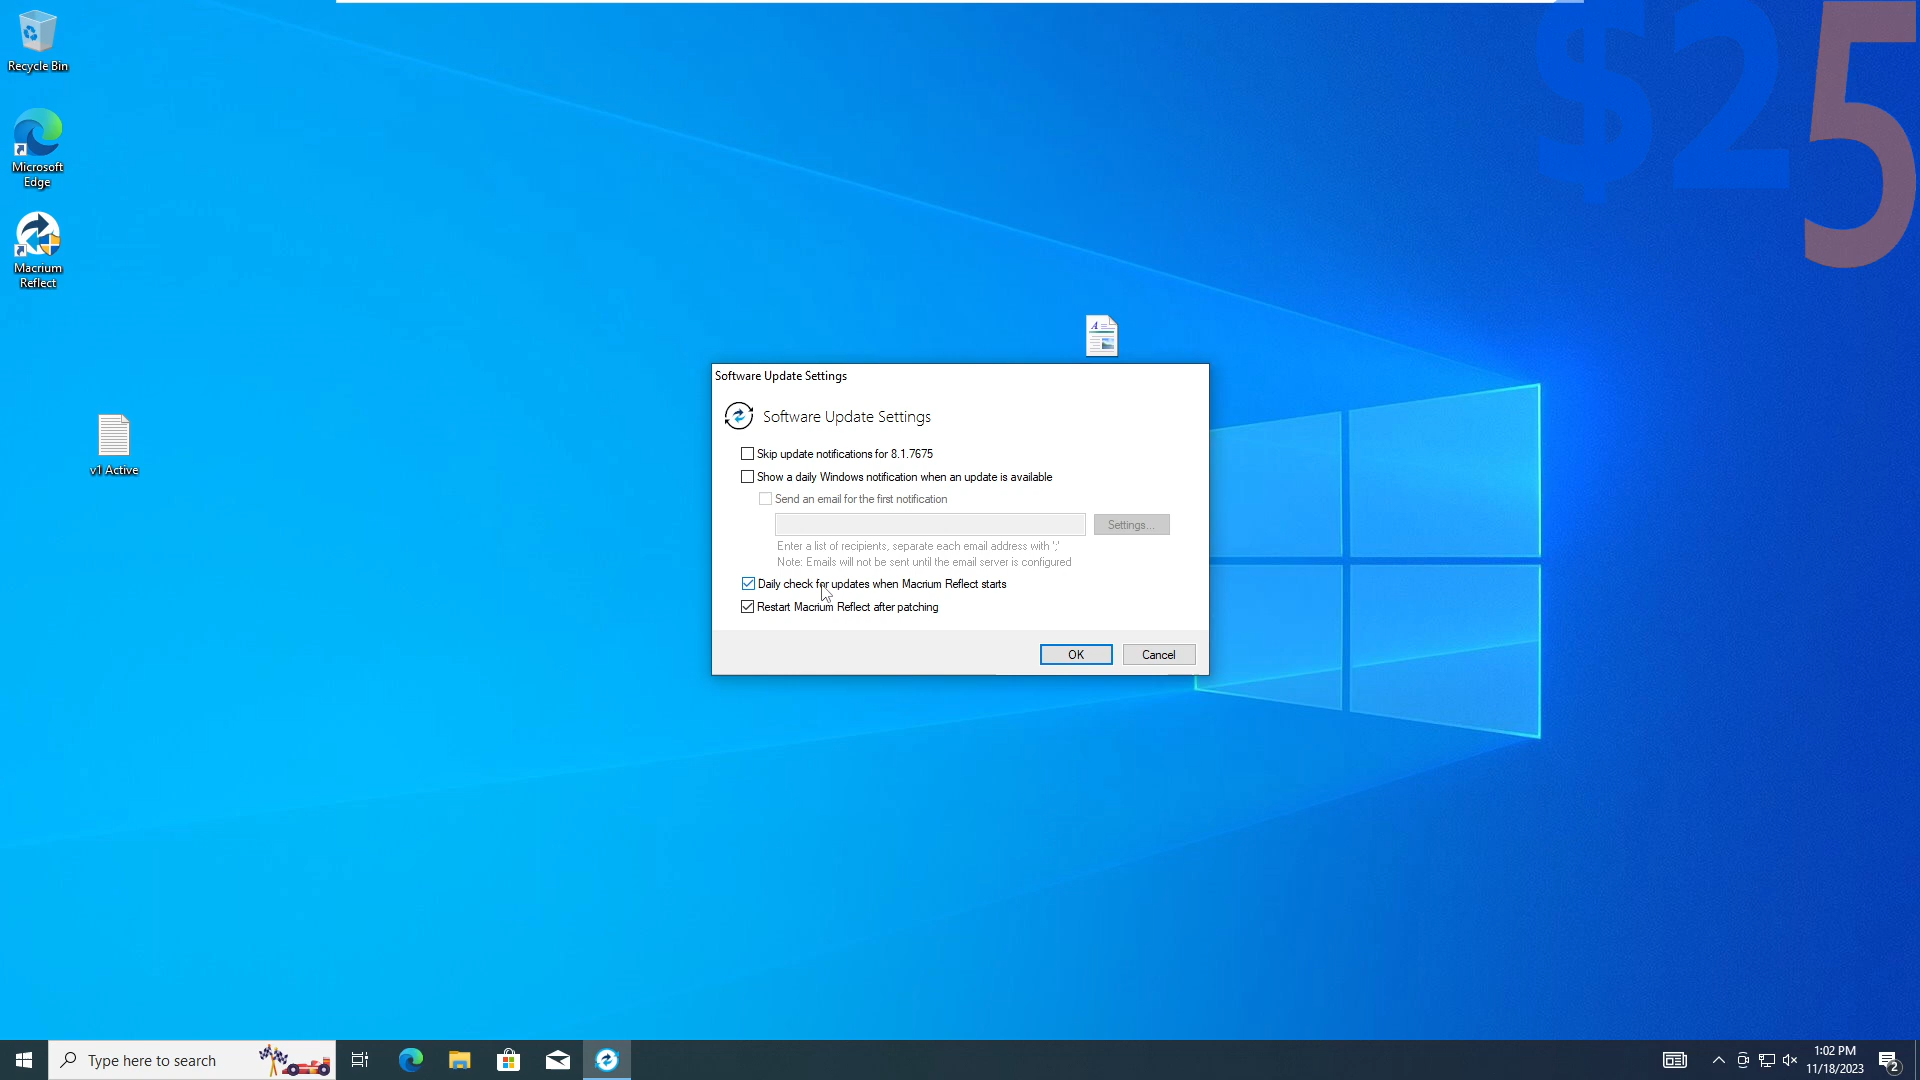 $25
Recycle Bin
Microsoft
Edge
Macrium
Reflect
v1 Active
Software Update Settings
Software Update Settings
Skip update notifications for 8.1.7675
Show a daily Windows notification when an update is available
Send an email for the first notification
Settings...
Enter a list of recipients, separate each email address with ';'
Note: Emails will not be sent until the email server is configured
Daily check for updates when Macrium Reflect starts
Restart Macrium Reflect after patching
OK
Cancel
Type here to search
1:02 PM
11/18/2023
2